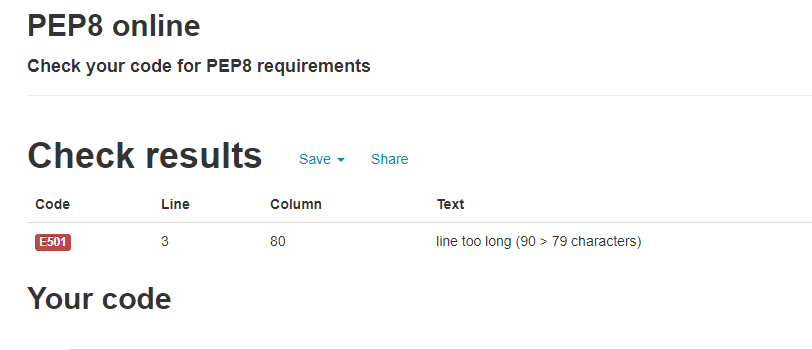 PEP8 online
Check your code for PEP8 requirements
Check results Save Share
Code Line Column Text
E501 3 80 line too long (90 > 79 characters)
Your code